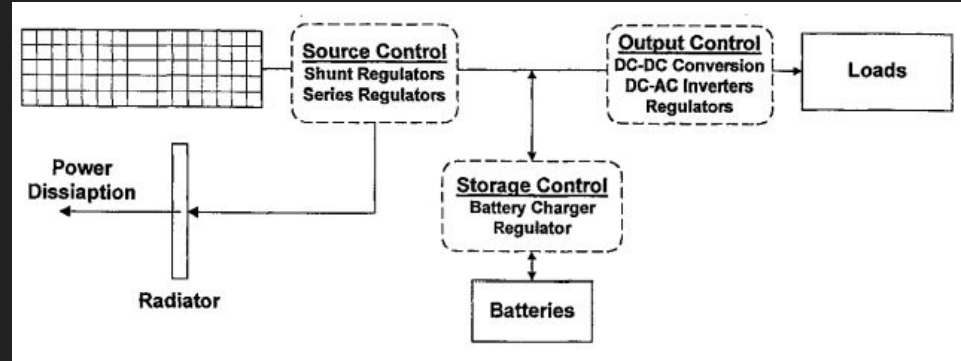 Source Control
Shunt Regulators
Series Regulators
Output Control
DC-DC Conversion
DC-AC Inverters
Regulators
Loads
Power
Dissiaption
Storage Control
Battery Charger
Regulator
Radiator
Batteries